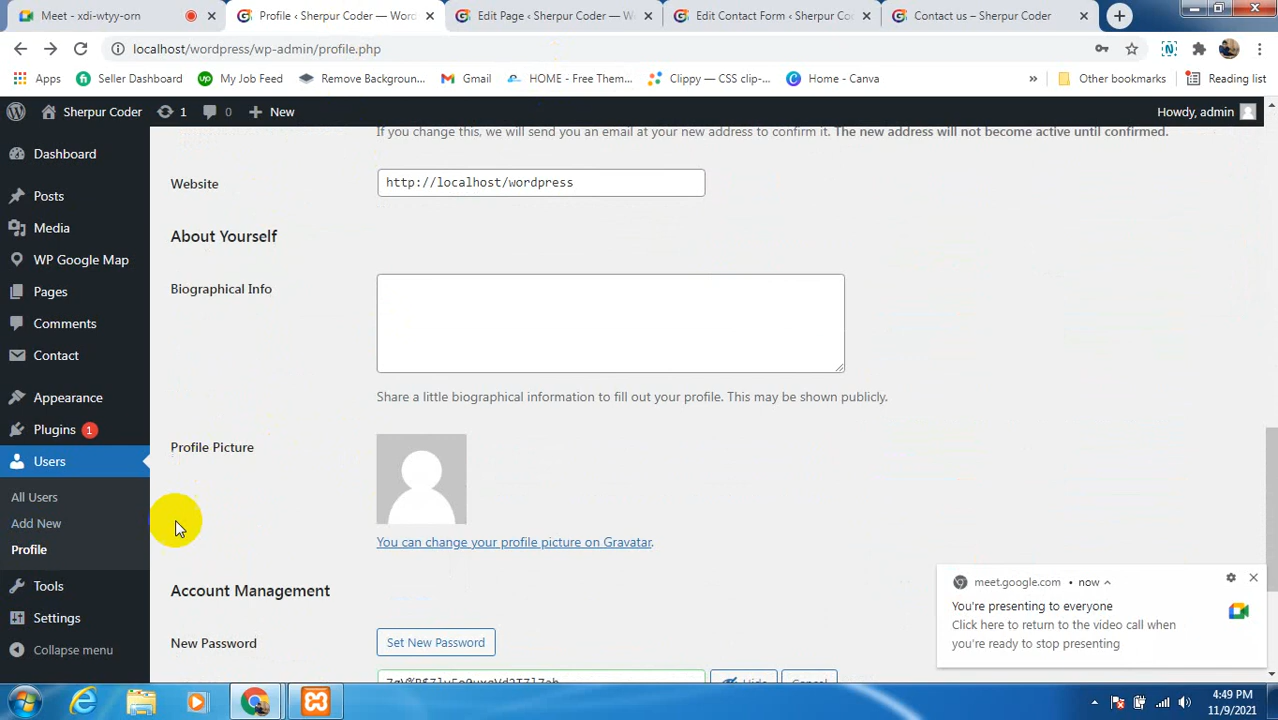 Meet - xdi-wtyy-orn
Profile ‹ Sherpur Coder — Wor
Edit Page ‹ Sherpur Coder — W
Edit Contact Form ‹ Sherpur Co
Contact us – Sherpur Coder
localhost/wordpress/wp-admin/profile.php
Apps
Seller Dashboard
My Job Feed
Remove Backgroun...
Gmail
HOME - Free Them...
Clippy — CSS clip-...
Home - Canva
»
Other bookmarks
Reading list
Sherpur Coder
1
0
New
Howdy, admin
If you change this, we will send you an email at your new address to confirm it. The new address will not become active until confirmed.
Dashboard
Website
http://localhost/wordpress
Posts
Media
About Yourself
WP Google Map
Biographical Info
Pages
Comments
Contact
Appearance
Share a little biographical information to fill out your profile. This may be shown publicly.
Plugins 1
Profile Picture
Users
All Users
Add New
Profile
You can change your profile picture on Gravatar.
Tools
Account Management
Settings
New Password
Set New Password
Collapse menu
Hide
Cancel
meet.google.com • now
You're presenting to everyone
Click here to return to the video call when
you're ready to stop presenting
4:49 PM
11/9/2021